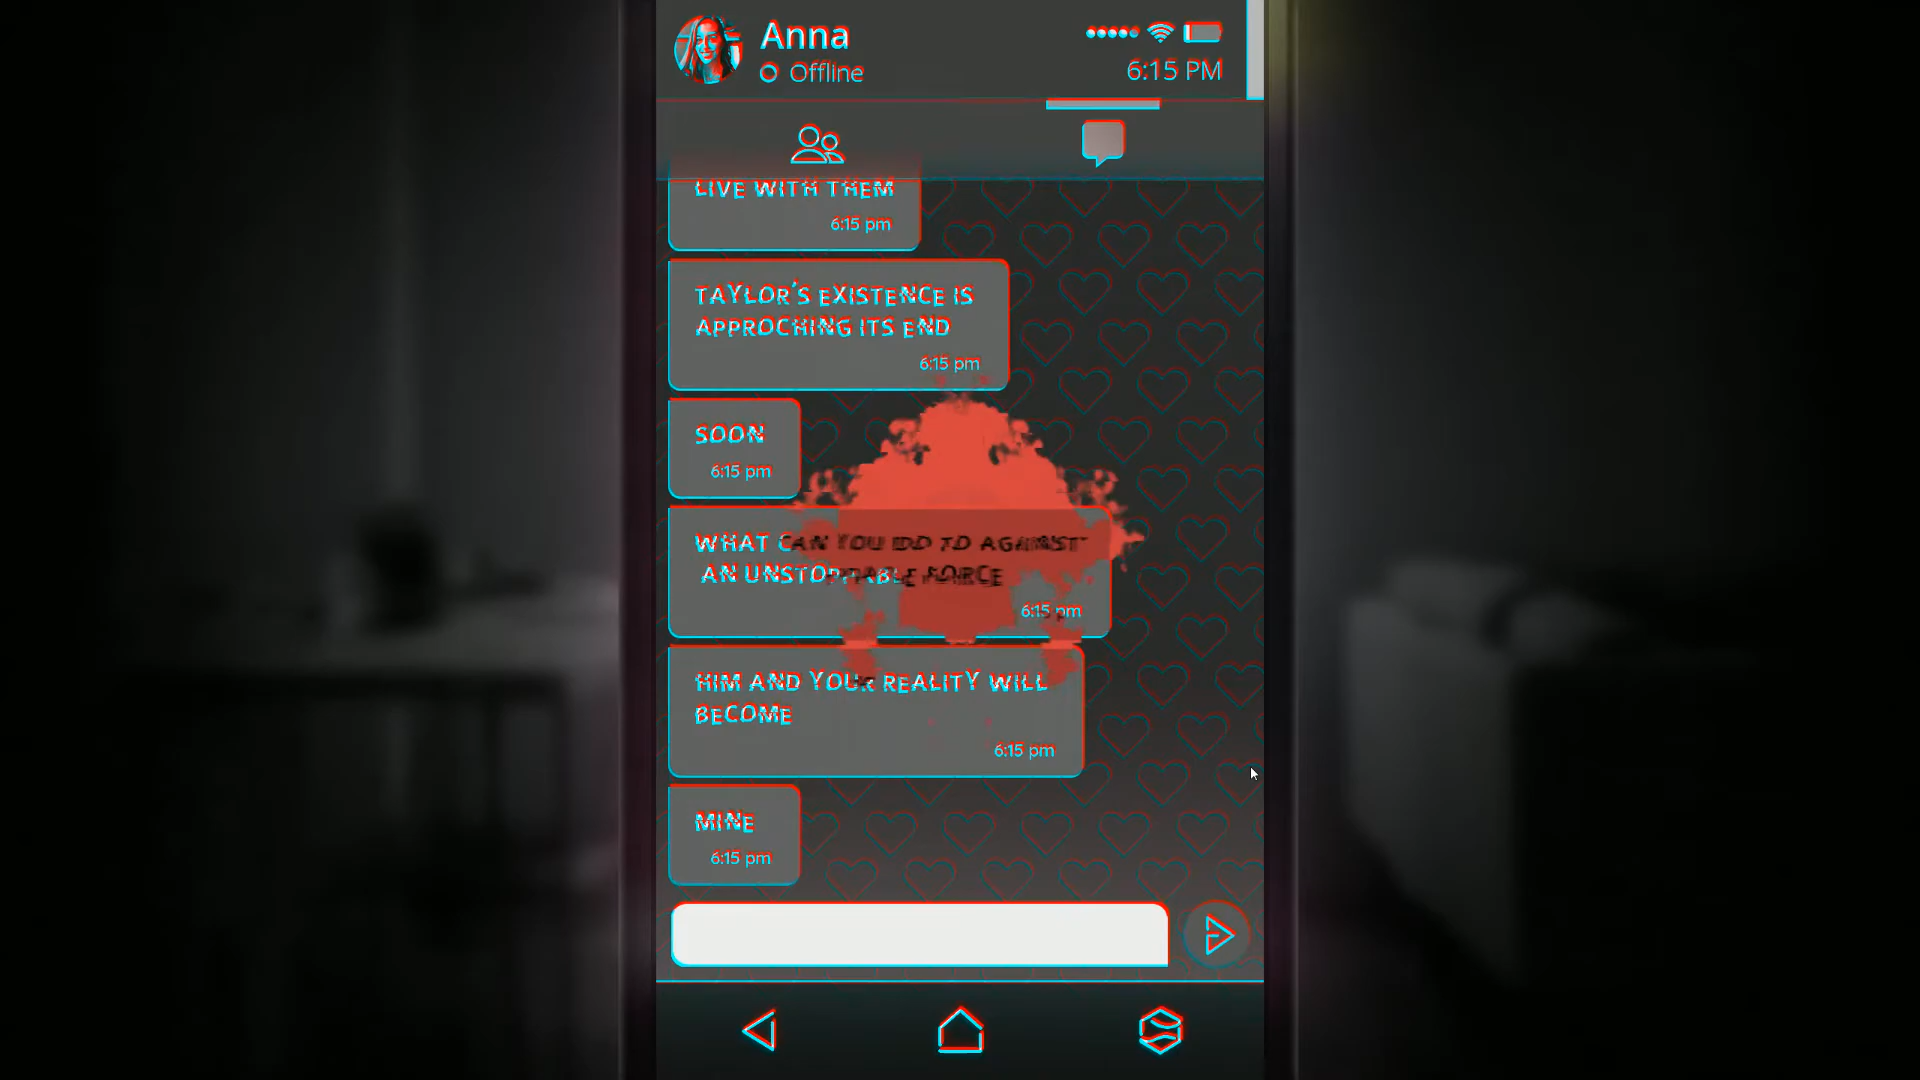 Anna
Offline
6:15 PM
LIVE WITH THEM
6:15 pm
TAYLOR'S EXISTENCE IS
APPROCHING ITS END
6:15 pm
SOON
6:15 pm
WHAT CAN YOU DO TO AGAINST
AN UNSTOPPABLE FORCE
6:15 pm
HIM AND YOUR REALITY WILL
BECOME
6:15 pm
MINE
6:15 pm